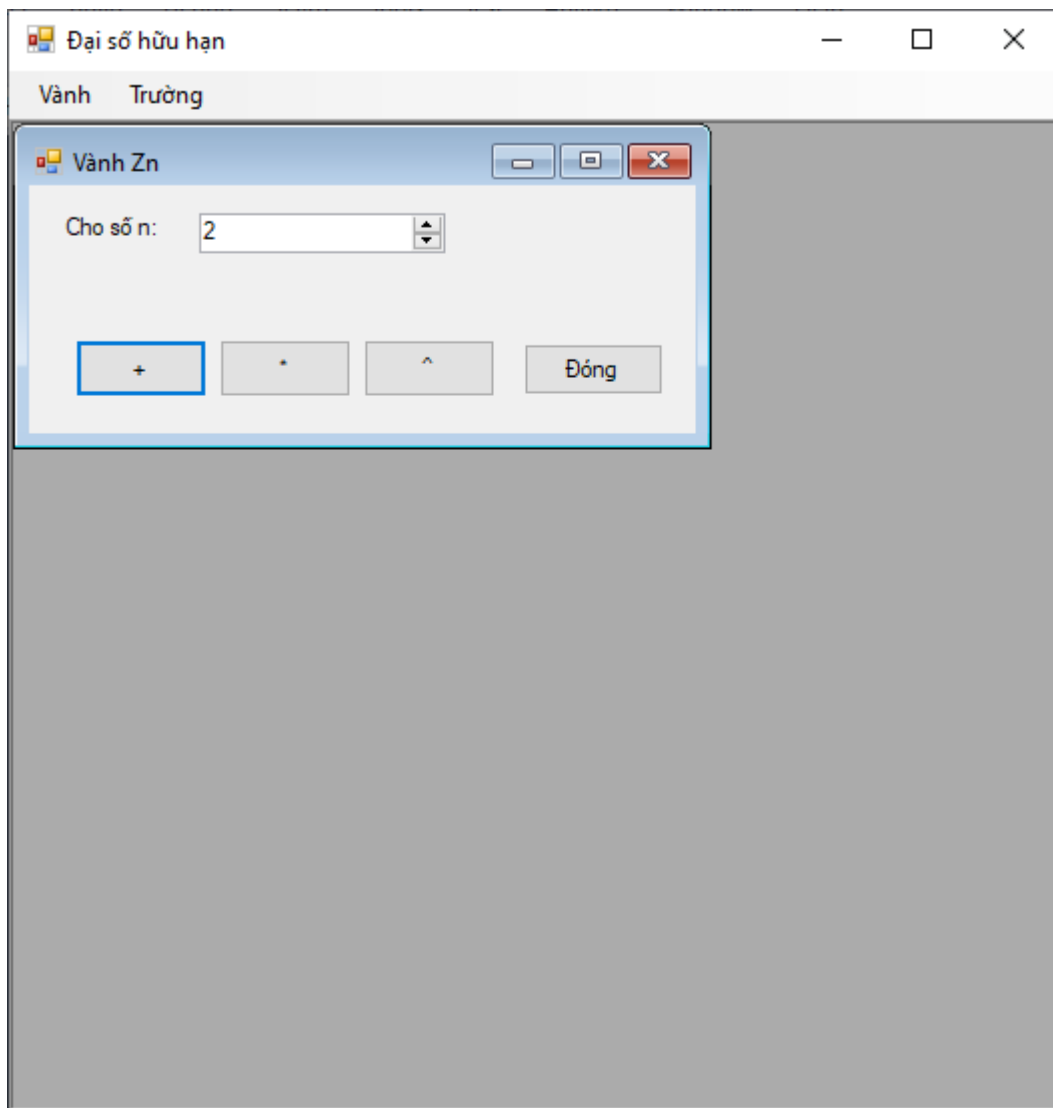 Đại số hữu hạn
Vành Trường
Vành Zn
Cho số n: 2
+ * ^ Đóng